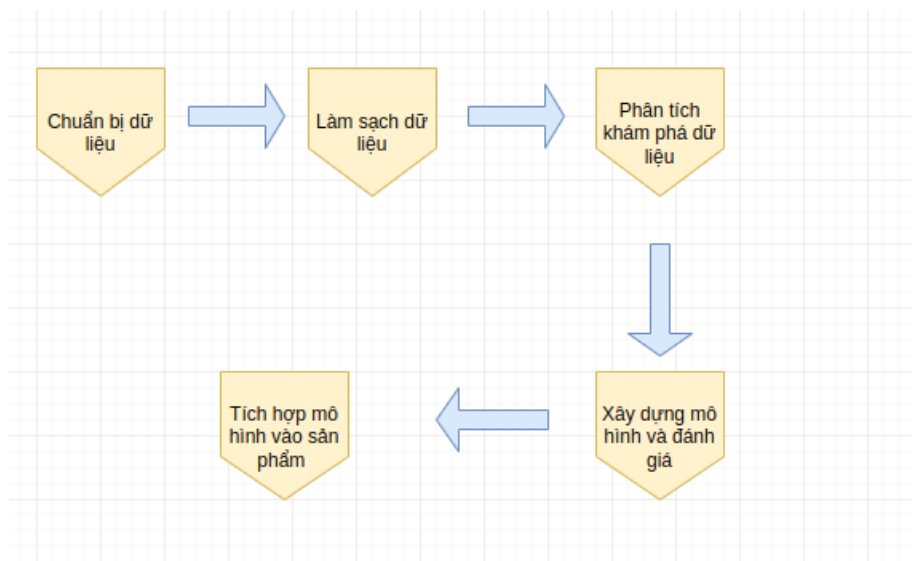 Chuẩn bị dữ
liệu
Làm sạch dữ
liệu
Phân tích
khám phá dữ
liệu
Xây dựng mô
hình và đánh
giá
Tích hợp mô
hình vào sản
phẩm